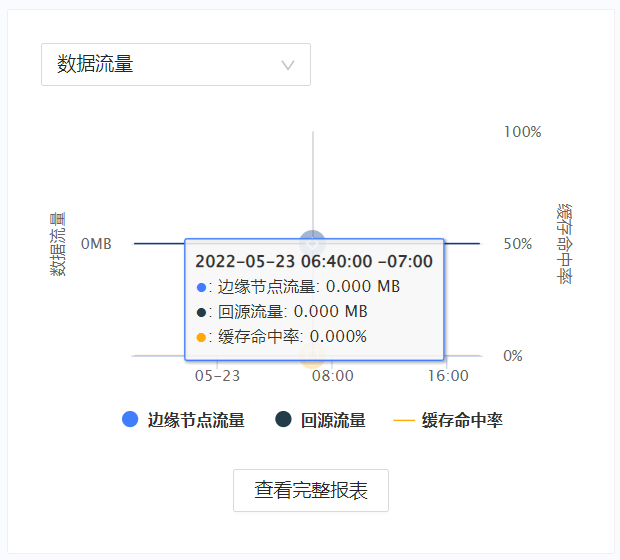 数据流量
100%
数据流量
0MB
50%
缓存命中率
2022-05-23 06:40:00 -07:00
: 边缘节点流量: 0.000 MB
: 回源流量: 0.000 MB
: 缓存命中率: 0.000%
0%
05-23
08:00
16:00
边缘节点流量
回源流量
缓存命中率
查看完整报表